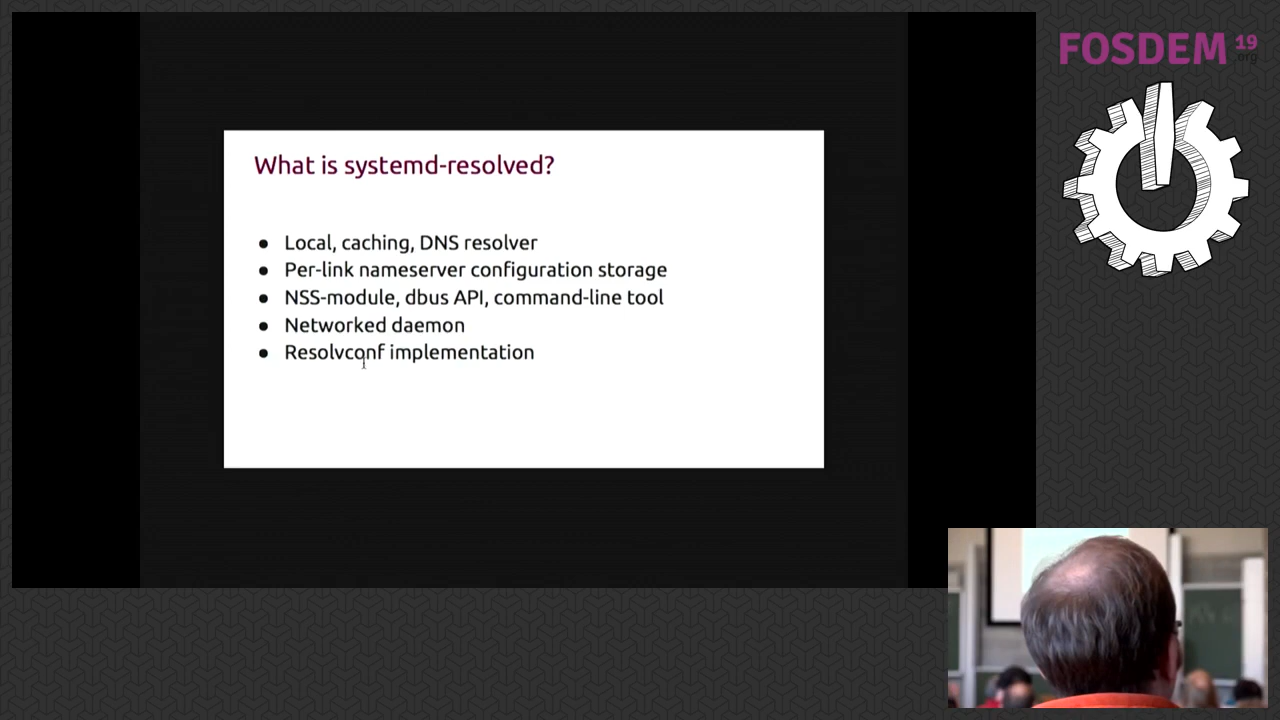 FOSDEM 19
.org
What is systemd-resolved?
● Local, caching, DNS resolver
● Per-link nameserver configuration storage
● NSS-module, dbus API, command-line tool
● Networked daemon
● Resolvconf implementation